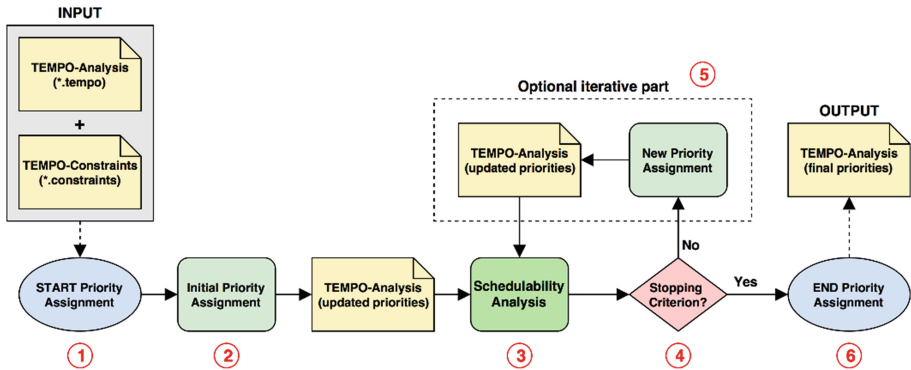 INPUT
TEMPO-Analysis
(*.tempo)
+
TEMPO-Constraints
(*.constraints)
5
Optional iterative part
TEMPO-Analysis
(updated priorities)
New Priority
Assignment
OUTPUT
TEMPO-Analysis
(final priorities)
No
START Priority
Assignment
Initial Priority
Assignment
TEMPO-Analysis
(updated priorities)
Schedulability
Analysis
Stopping
Criterion?
Yes
END Priority
Assignment
1
2
3
4
6